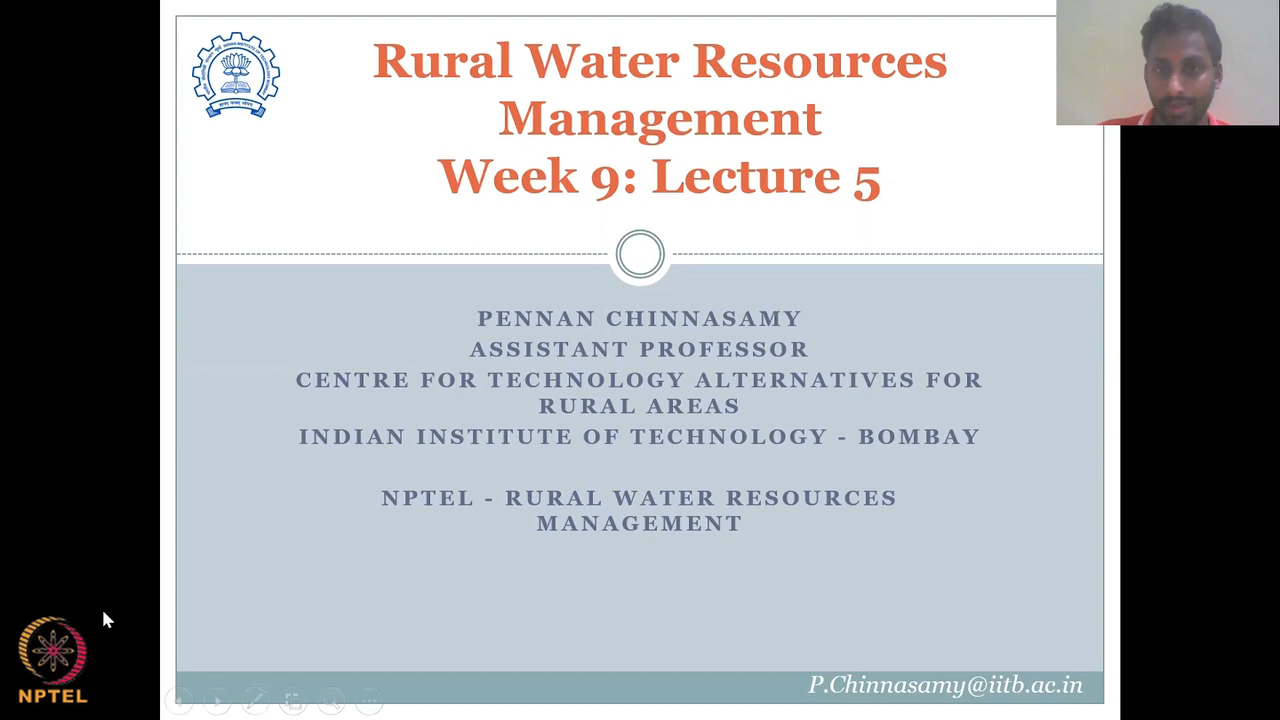 Rural Water Resources
Management
Week 9: Lecture 5
PENNAN CHINNASAMY
ASSISTANT PROFESSOR
CENTRE FOR TECHNOLOGY ALTERNATIVES FOR
RURAL AREAS
INDIAN INSTITUTE OF TECHNOLOGY - BOMBAY
NPTEL - RURAL WATER RESOURCES
MANAGEMENT
P.Chinnasamy@iitb.ac.in
NPTEL